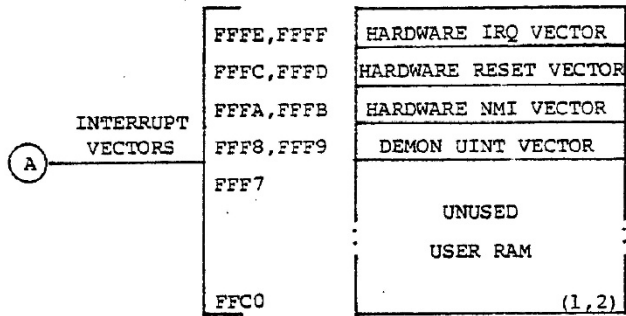 FFFE,FFFF HARDWARE IRQ VECTOR
FFFC,FFFD HARDWARE RESET VECTOR
FFFA,FFFB HARDWARE NMI VECTOR
INTERRUPT
VECTORS
A
FFF8,FFF9 DEMON UINT VECTOR
FFF7
UNUSED
USER RAM
FFC0 (1,2)